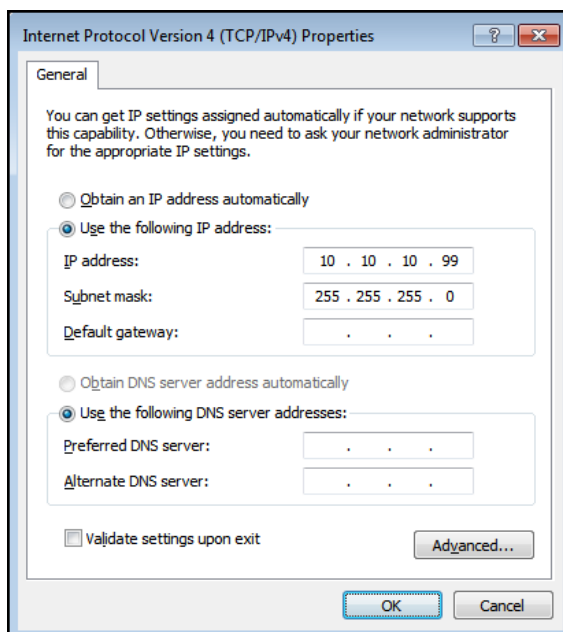 Internet Protocol Version 4 (TCP/IPv4) Properties
?
General
You can get IP settings assigned automatically if your network supports
this capability. Otherwise, you need to ask your network administrator
for the appropriate IP settings.
Obtain an IP address automatically
Use the following IP address:
IP address: 10 . 10 . 10 . 99
Subnet mask: 255 . 255 . 255 . 0
Default gateway: . . .
Obtain DNS server address automatically
Use the following DNS server addresses:
Preferred DNS server: . . .
Alternate DNS server: . . .
Validate settings upon exit
Advanced...
OK Cancel